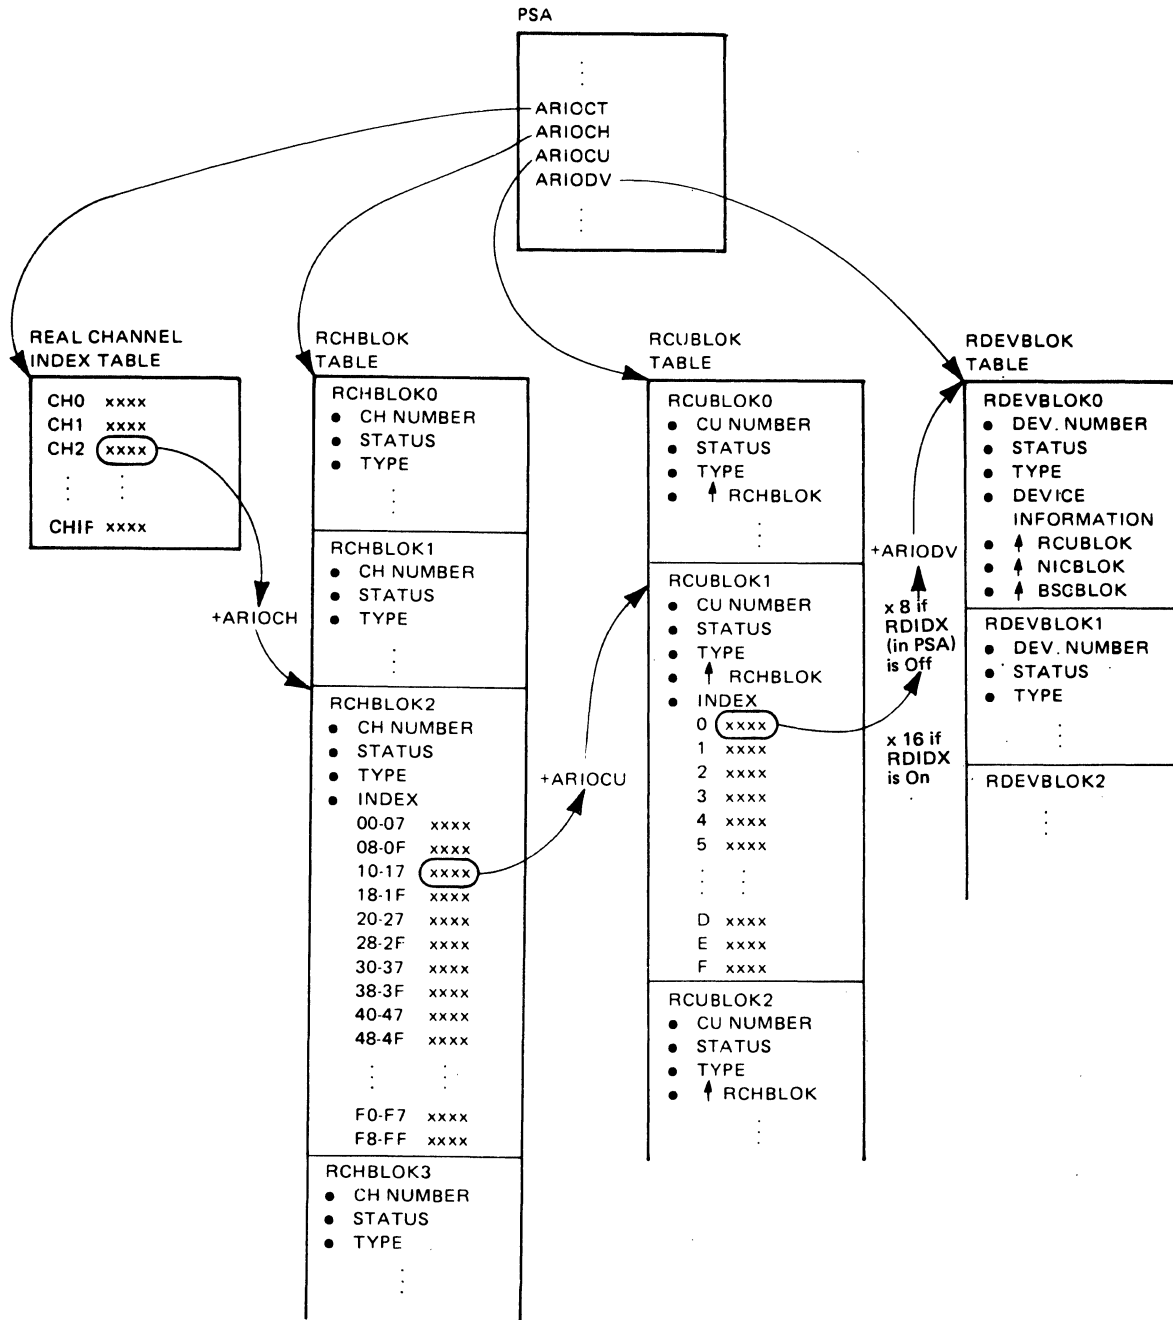 PSA
ARIOCT
ARIOCH
ARIOCU
ARIODV
REAL CHANNEL
INDEX TABLE
CH0 xxxx
CH1 xxxx
CH2 xxxx
CHIF xxxx
+ARIOCH
RCHBLOK
TABLE
RCHBLOK0
• CH NUMBER
• STATUS
• TYPE
RCHBLOK1
• CH NUMBER
• STATUS
• TYPE
RCHBLOK2
• CH NUMBER
• STATUS
• TYPE
• INDEX
00-07 xxxx
08-0F xxxx
10-17 xxxx
18-1F xxxx
20-27 xxxx
28-2F xxxx
30-37 xxxx
38-3F xxxx
40-47 xxxx
48-4F xxxx
F0-F7 xxxx
F8-FF xxxx
RCHBLOK3
• CH NUMBER
• STATUS
• TYPE
+ARIOCU
RCUBLOK
TABLE
RCUBLOK0
• CU NUMBER
• STATUS
• TYPE
• ↑ RCHBLOK
RCUBLOK1
• CU NUMBER
• STATUS
• TYPE
• ↑ RCHBLOK
• INDEX
0 xxxx
1 xxxx
2 xxxx
3 xxxx
4 xxxx
5 xxxx
D xxxx
E xxxx
F xxxx
RCUBLOK2
• CU NUMBER
• STATUS
• TYPE
• ↑ RCHBLOK
+ARIODV
x 8 if
RDIDX
(in PSA)
is Off
x 16 if
RDIDX
is On
RDEVBLOK
TABLE
RDEVBLOK0
• DEV. NUMBER
• STATUS
• TYPE
• DEVICE
INFORMATION
• ↑ RCUBLOK
• ↑ NICBLOK
• ↑ BSCBLOK
RDEVBLOK1
• DEV. NUMBER
• STATUS
• TYPE
RDEVBLOK2